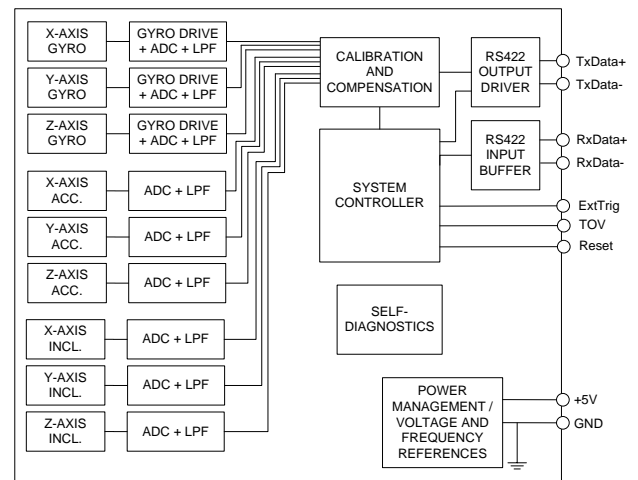 X-AXIS
GYRO
GYRO DRIVE
+ ADC + LPF
Y-AXIS
GYRO
GYRO DRIVE
+ ADC + LPF
Z-AXIS
GYRO
GYRO DRIVE
+ ADC + LPF
X-AXIS
ACC.
ADC + LPF
Y-AXIS
ACC.
ADC + LPF
Z-AXIS
ACC.
ADC + LPF
X-AXIS
INCL.
ADC + LPF
Y-AXIS
INCL.
ADC + LPF
Z-AXIS
INCL.
ADC + LPF
CALIBRATION
AND
COMPENSATION
RS422
OUTPUT
DRIVER
TxData+
TxData-
SYSTEM
CONTROLLER
RS422
INPUT
BUFFER
RxData+
RxData-
ExtTrig
TOV
Reset
SELF-
DIAGNOSTICS
POWER
MANAGEMENT /
VOLTAGE AND
FREQUENCY
REFERENCES
+5V
GND